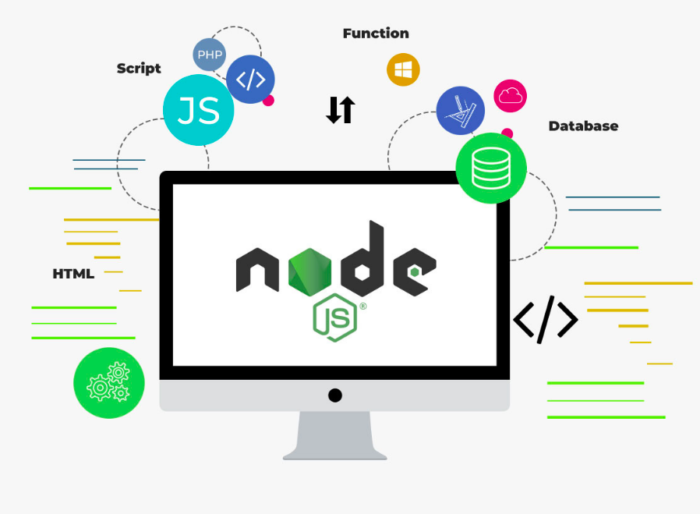 Function
PHP
Script
</>
JS
Database
node
JS®
HTML
</>